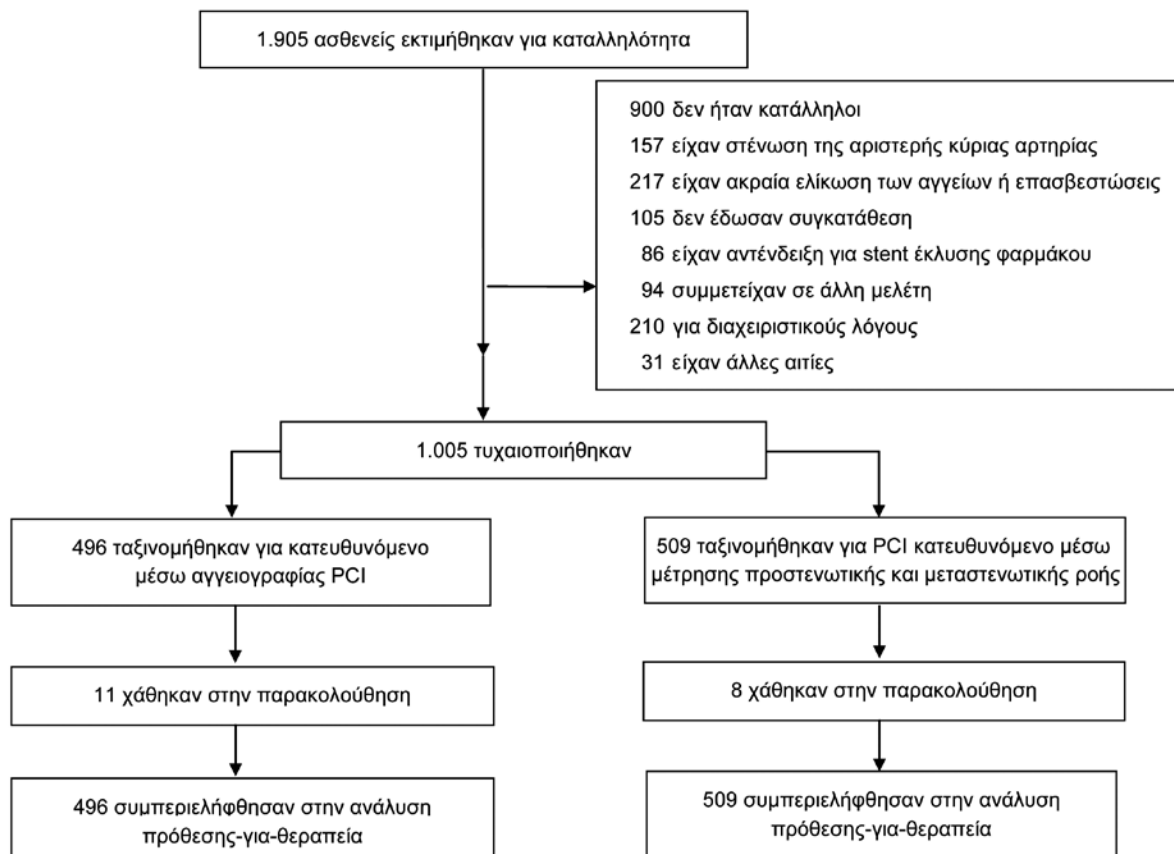 1.905 ασθενείς εκτιμήθηκαν για καταλληλότητα
900 δεν ήταν κατάλληλοι
157 είχαν στένωση της αριστερής κύριας αρτηρίας
217 είχαν ακραία ελίκωση των αγγείων ή επασβεστώσεις
105 δεν έδωσαν συγκατάθεση
86 είχαν αντένδειξη για stent έκλυσης φαρμάκου
94 συμμετείχαν σε άλλη μελέτη
210 για διαχειριστικούς λόγους
31 είχαν άλλες αιτίες
1.005 τυχαιοποιήθηκαν
496 ταξινομήθηκαν για κατευθυνόμενο
μέσω αγγειογραφίας PCI
509 ταξινομήθηκαν για PCI κατευθυνόμενο μέσω
μέτρησης προστενωτικής και μεταστενωτικής ροής
11 χάθηκαν στην παρακολούθηση
8 χάθηκαν στην παρακολούθηση
496 συμπεριελήφθησαν στην ανάλυση
πρόθεσης-για-θεραπεία
509 συμπεριελήφθησαν στην ανάλυση
πρόθεσης-για-θεραπεία